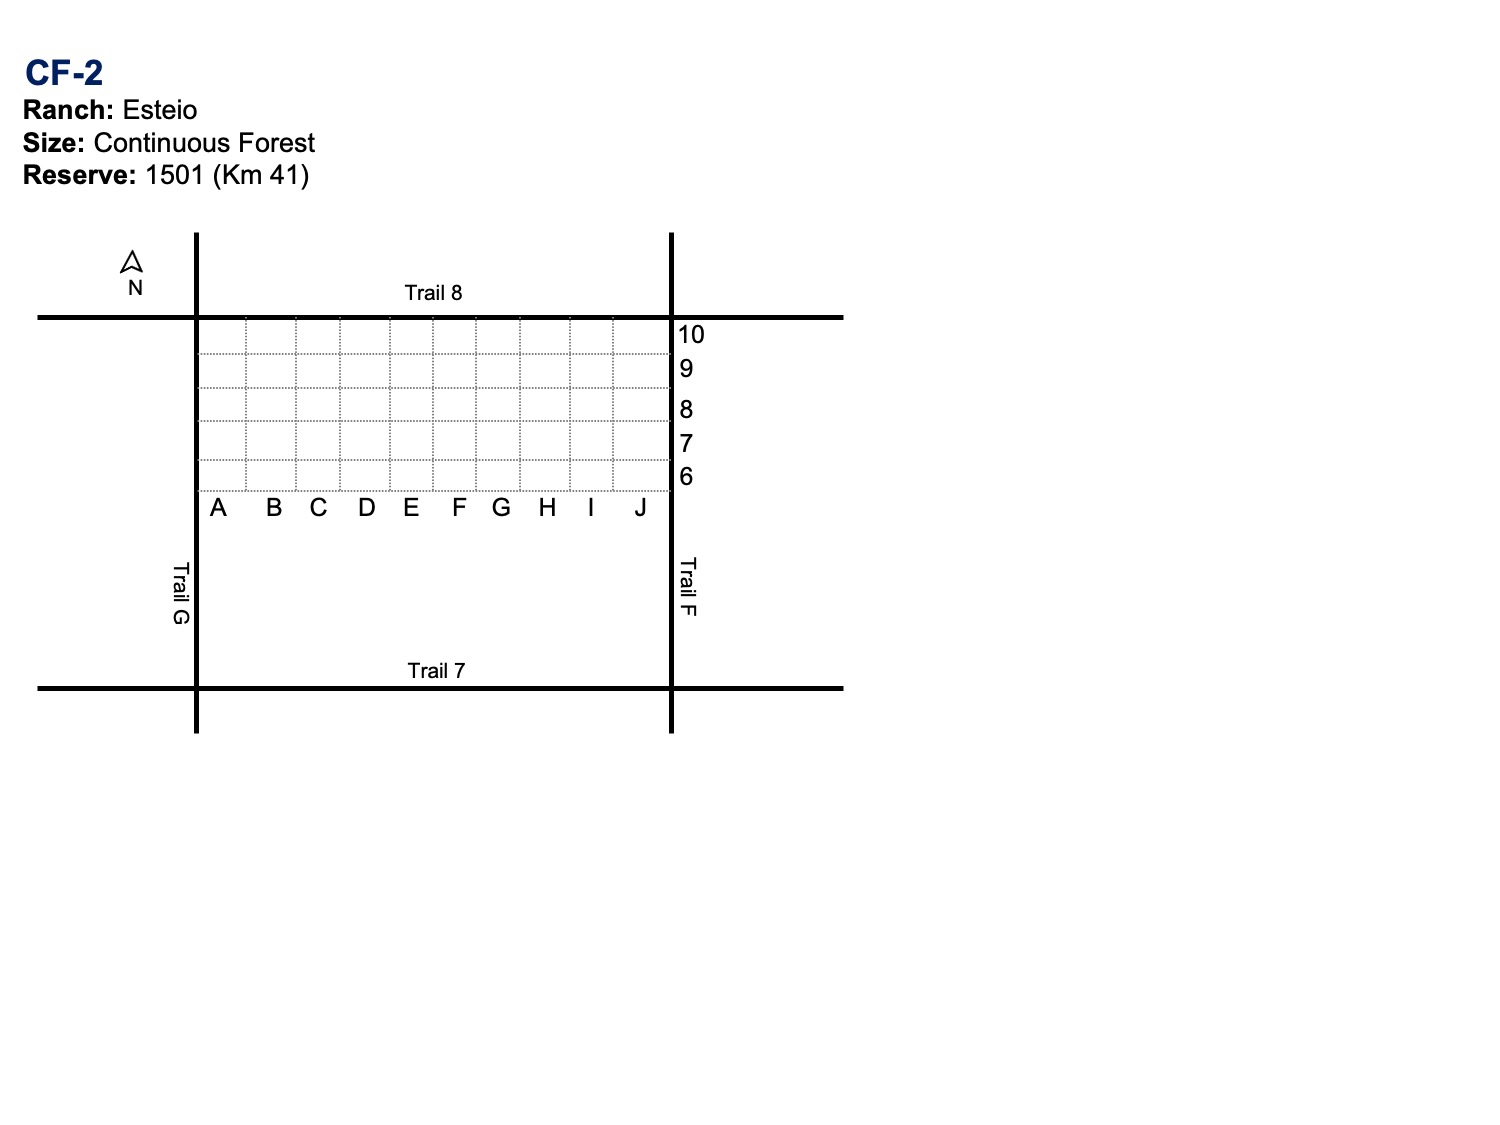 CF-2
Ranch: Esteio
Size: Continuous Forest
Reserve: 1501 (Km 41)
N
Trail 8
10
9
8
7
6
A B C D E F G H I J
Trail G
Trail F
Trail 7